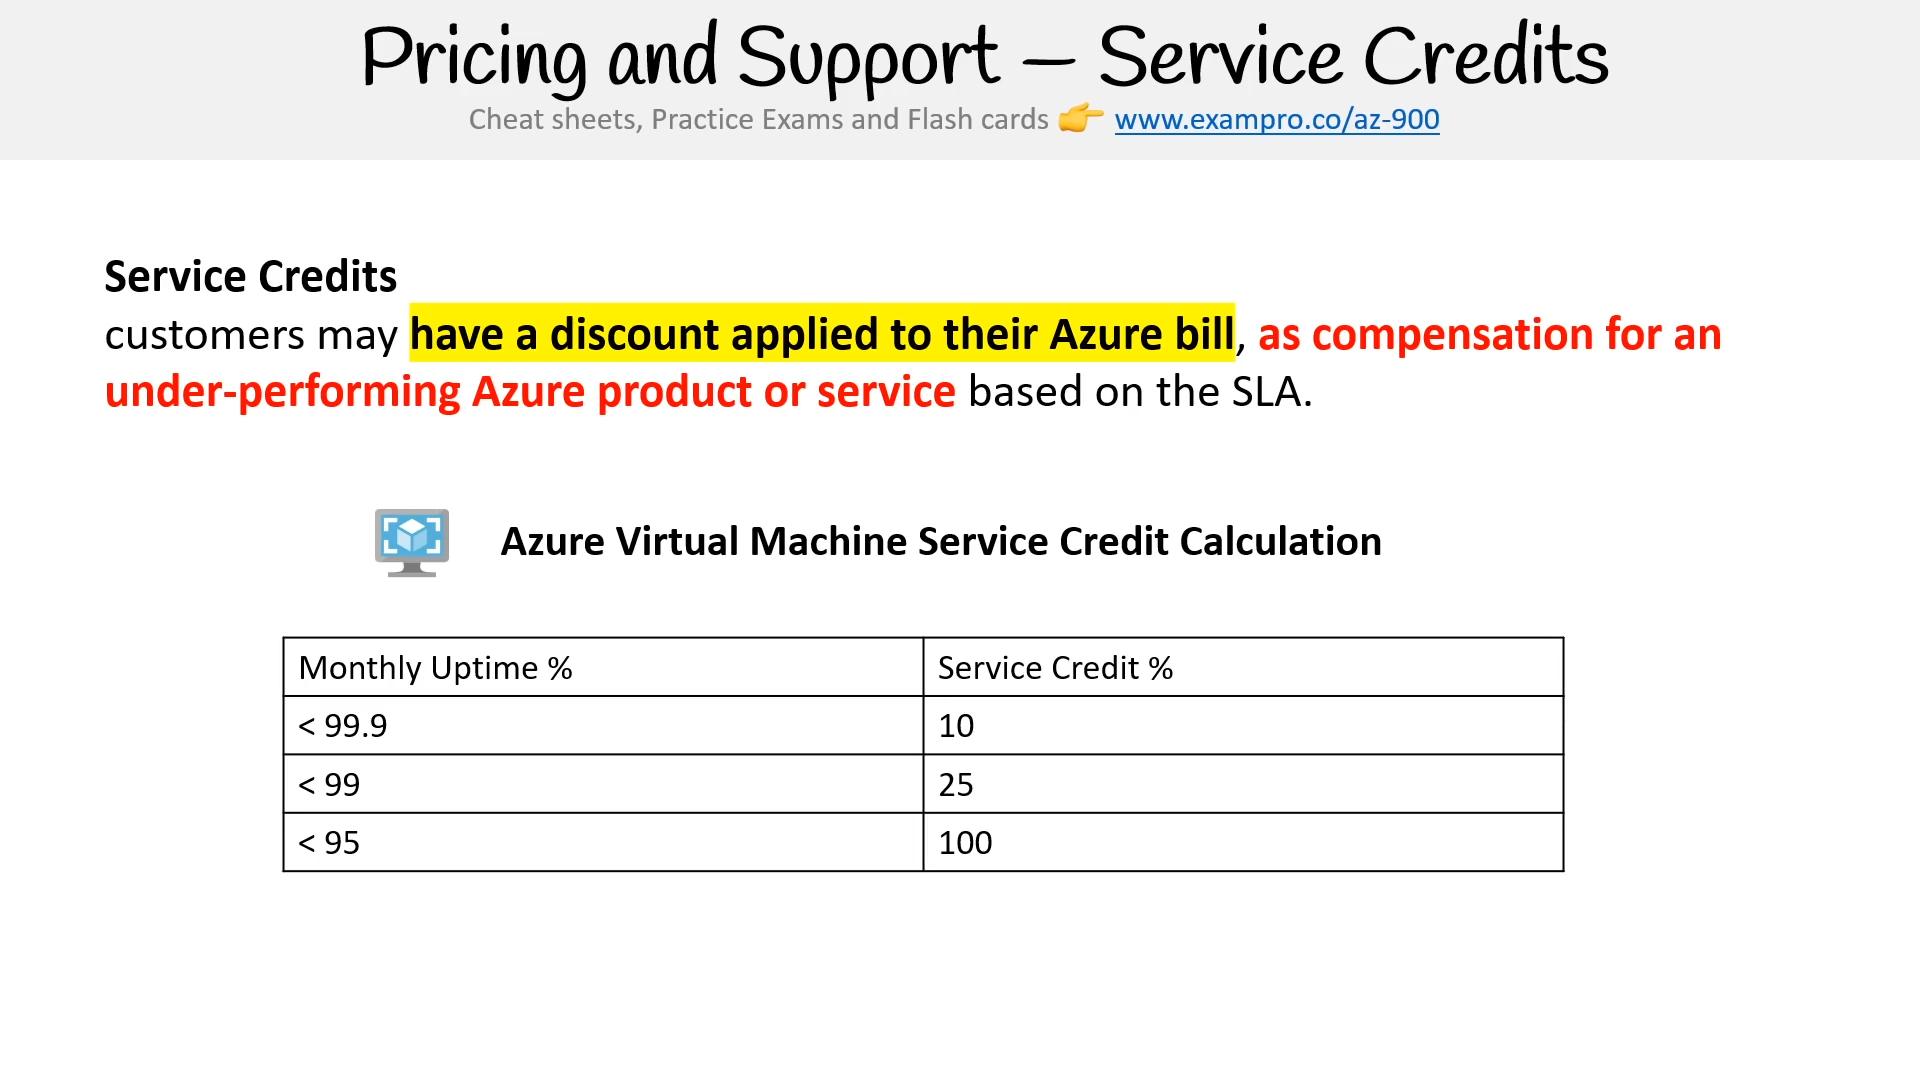 Pricing and Support – Service Credits
Cheat sheets, Practice Exams and Flash cards 👉 www.exampro.co/az-900
Service Credits
customers may have a discount applied to their Azure bill, as compensation for an
under-performing Azure product or service based on the SLA.
Azure Virtual Machine Service Credit Calculation
Monthly Uptime % Service Credit %
< 99.9 10
< 99 25
< 95 100